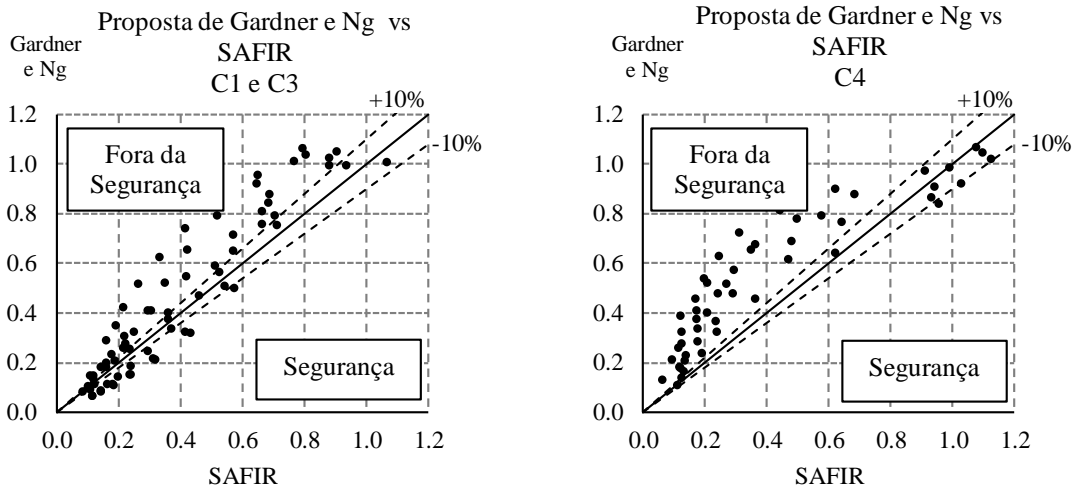 Proposta de Gardner e Ng vs
SAFIR
C1 e C3
Gardner
e Ng
+10%
-10%
1.2
1.0
0.8
0.6
0.4
0.2
0.0
Fora da
Segurança
Segurança
0.0 0.2 0.4 0.6 0.8 1.0 1.2
SAFIR
Proposta de Gardner e Ng vs
SAFIR
C4
Gardner
e Ng
+10%
-10%
1.2
1.0
0.8
0.6
0.4
0.2
0.0
Fora da
Segurança
Segurança
0.0 0.2 0.4 0.6 0.8 1.0 1.2
SAFIR